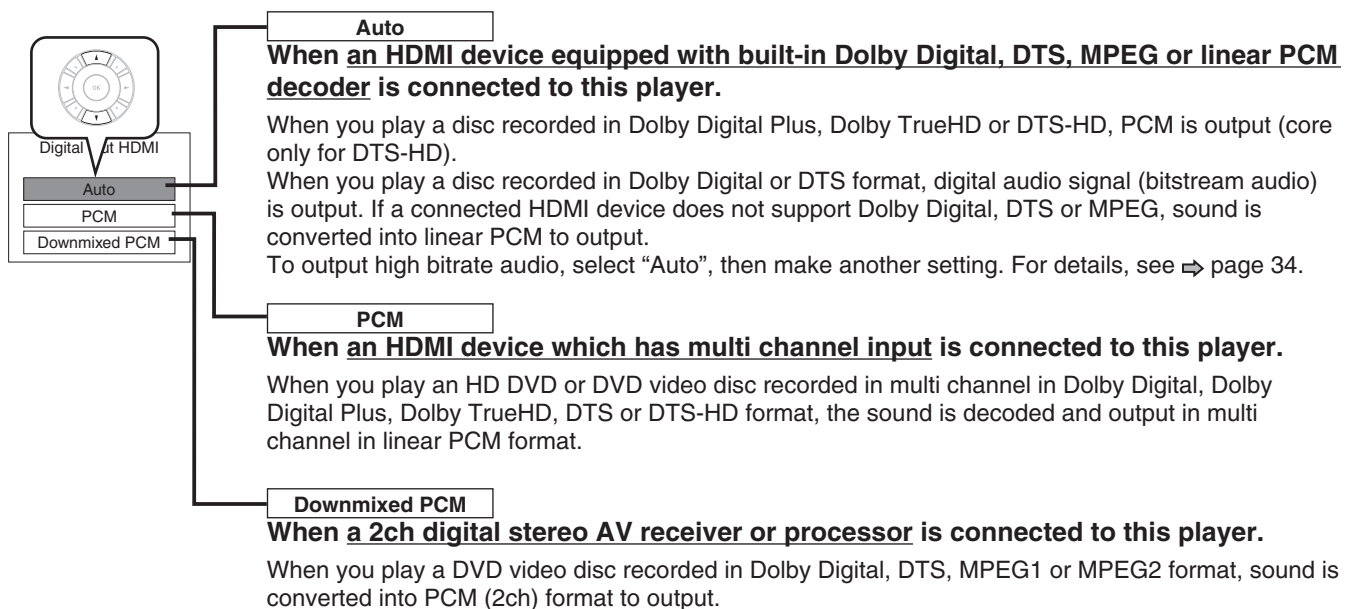 OK
Digital Out HDMI
Auto
PCM
Downmixed PCM
Auto
When an HDMI device equipped with built-in Dolby Digital, DTS, MPEG or linear PCM
decoder is connected to this player.
When you play a disc recorded in Dolby Digital Plus, Dolby TrueHD or DTS-HD, PCM is output (core
only for DTS-HD).
When you play a disc recorded in Dolby Digital or DTS format, digital audio signal (bitstream audio)
is output. If a connected HDMI device does not support Dolby Digital, DTS or MPEG, sound is
converted into linear PCM to output.
To output high bitrate audio, select “Auto”, then make another setting. For details, see ⇨ page 34.
PCM
When an HDMI device which has multi channel input is connected to this player.
When you play an HD DVD or DVD video disc recorded in multi channel in Dolby Digital, Dolby
Digital Plus, Dolby TrueHD, DTS or DTS-HD format, the sound is decoded and output in multi
channel in linear PCM format.
Downmixed PCM
When a 2ch digital stereo AV receiver or processor is connected to this player.
When you play a DVD video disc recorded in Dolby Digital, DTS, MPEG1 or MPEG2 format, sound is
converted into PCM (2ch) format to output.